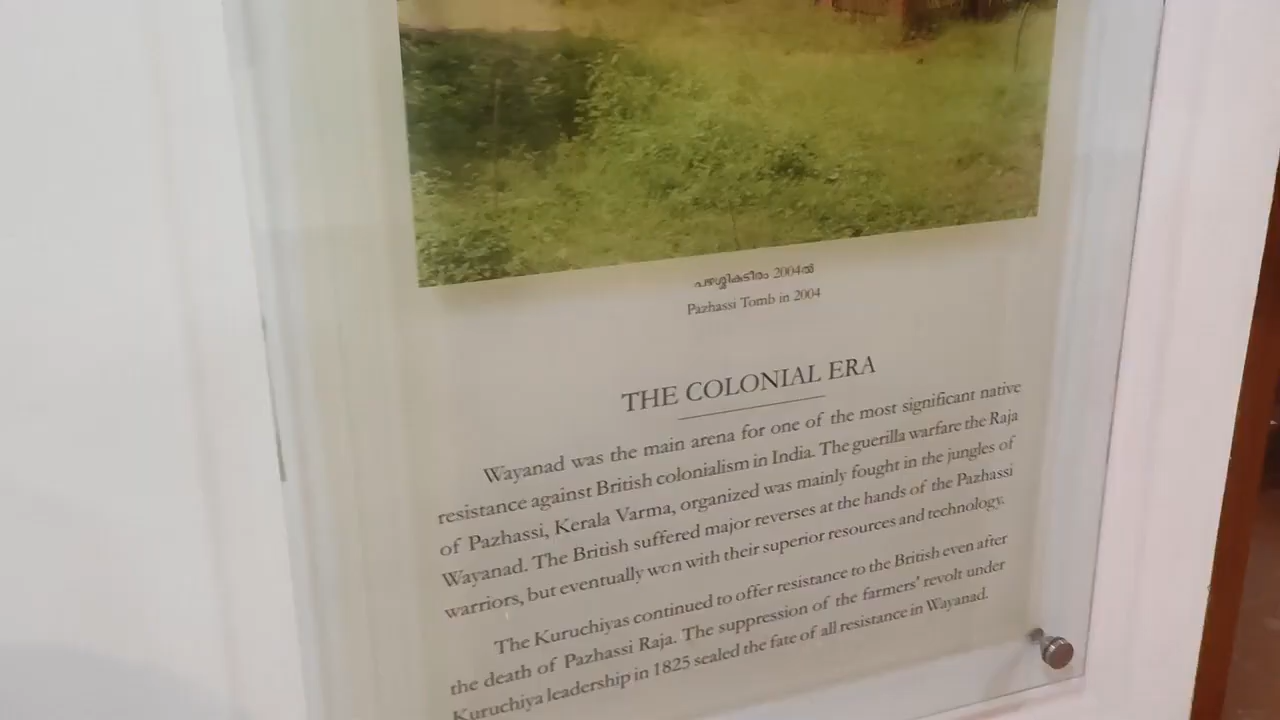 പഴശ്ശികുടീരം 2004ൽ
Pazhassi Tomb in 2004
THE COLONIAL ERA
Wayanad was the main arena for one of the most significant native
resistance against British colonialism in India. The guerilla warfare the Raja
of Pazhassi, Kerala Varma, organized was mainly fought in the jungles of
Wayanad. The British suffered major reverses at the hands of the Pazhassi
warriors, but eventually won with their superior resources and technology.
The Kuruchiyas continued to offer resistance to the British even after
the death of Pazhassi Raja. The suppression of the farmers' revolt under
Kuruchiya leadership in 1825 sealed the fate of all resistance in Wayanad.